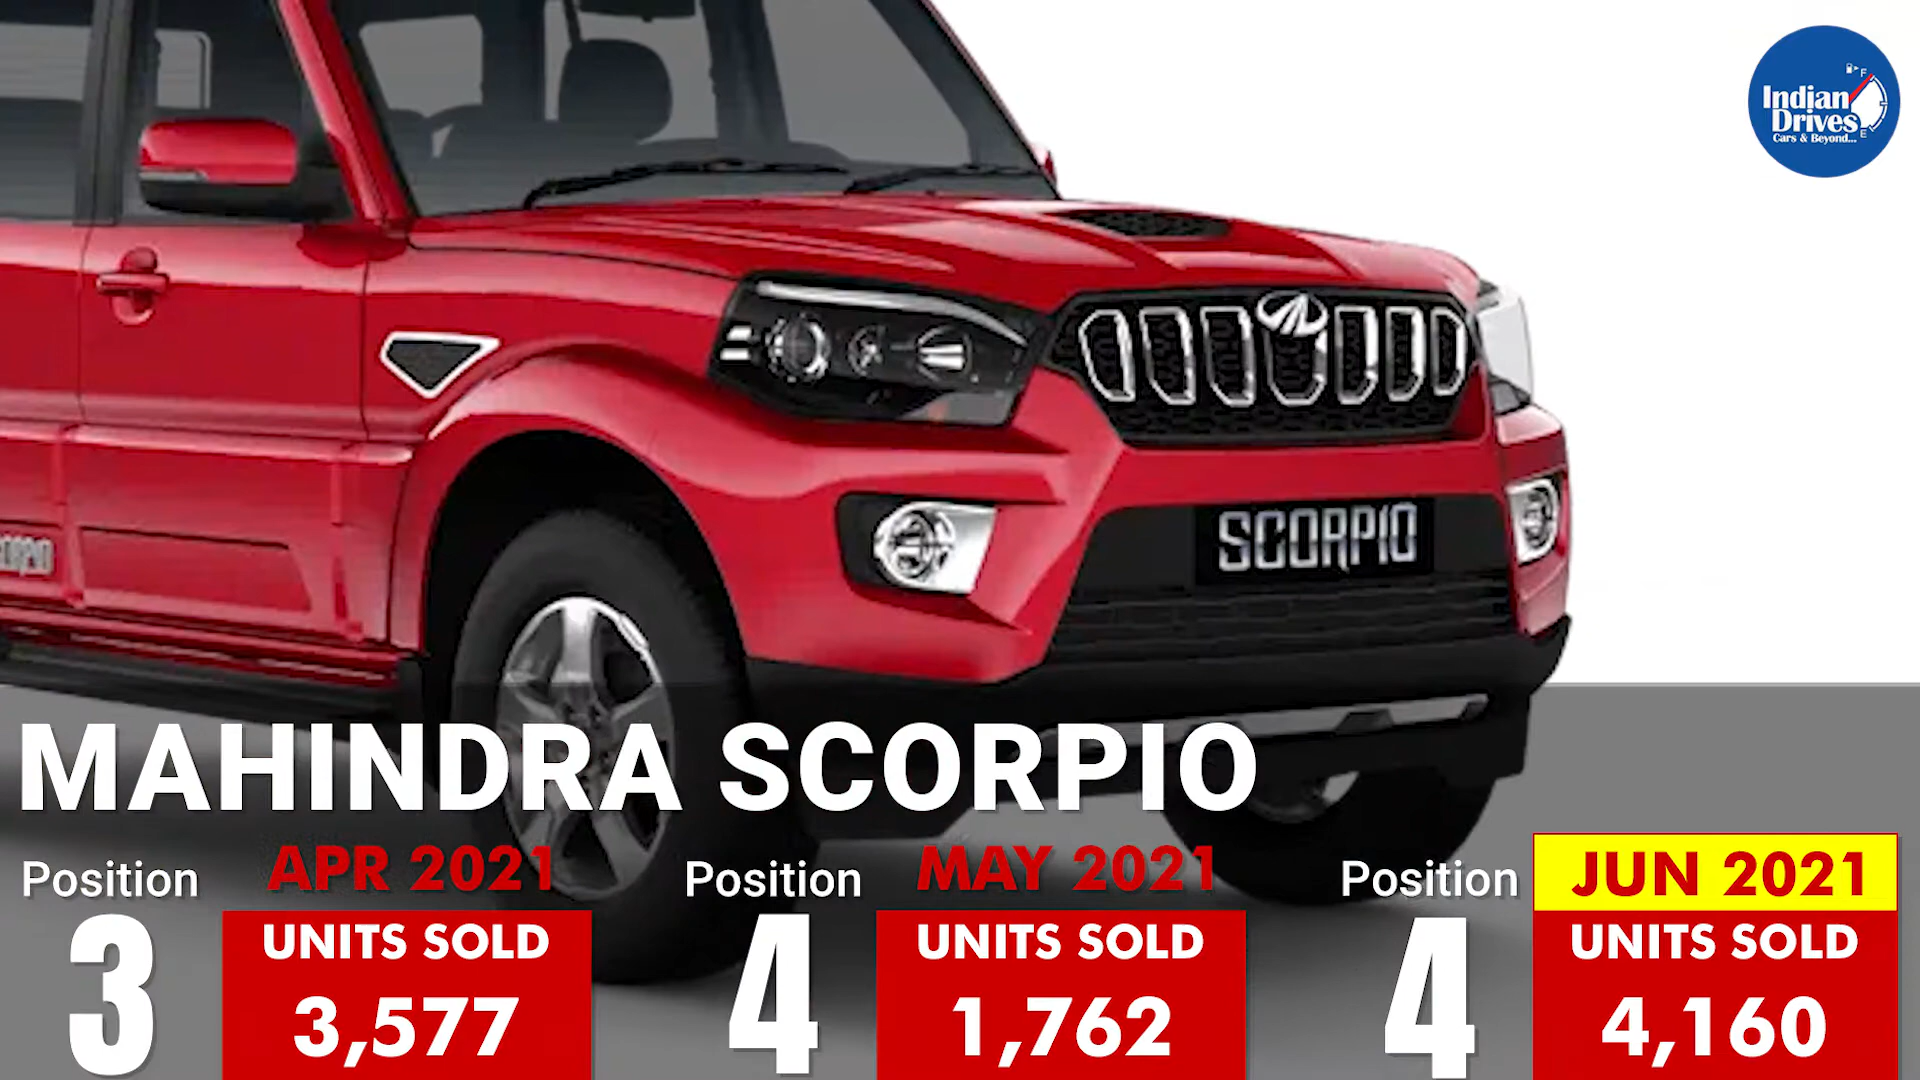 Indian
Drives
Cars & Beyond...
F
E
SCORPIO
MAHINDRA SCORPIO
Position
3
APR 2021
UNITS SOLD
3,577
Position
4
MAY 2021
UNITS SOLD
1,762
Position
4
JUN 2021
UNITS SOLD
4,160